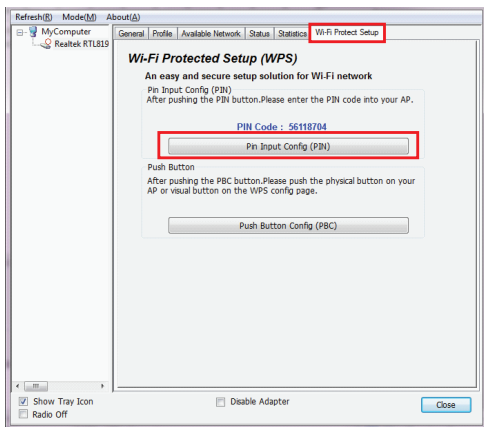 Refresh(R) Mode(M) About(A)
MyComputer
Realtek RTL819
General Profile Available Network Status Statistics Wi-Fi Protect Setup
Wi-Fi Protected Setup (WPS)
An easy and secure setup solution for Wi-Fi network
Pin Input Config (PIN)
After pushing the PIN button.Please enter the PIN code into your AP.
PIN Code : 56118704
Pin Input Config (PIN)
Push Button
After pushing the PBC button.Please push the physical button on your
AP or visual button on the WPS config page.
Push Button Config (PBC)
Show Tray Icon
Disable Adapter
Close
Radio Off